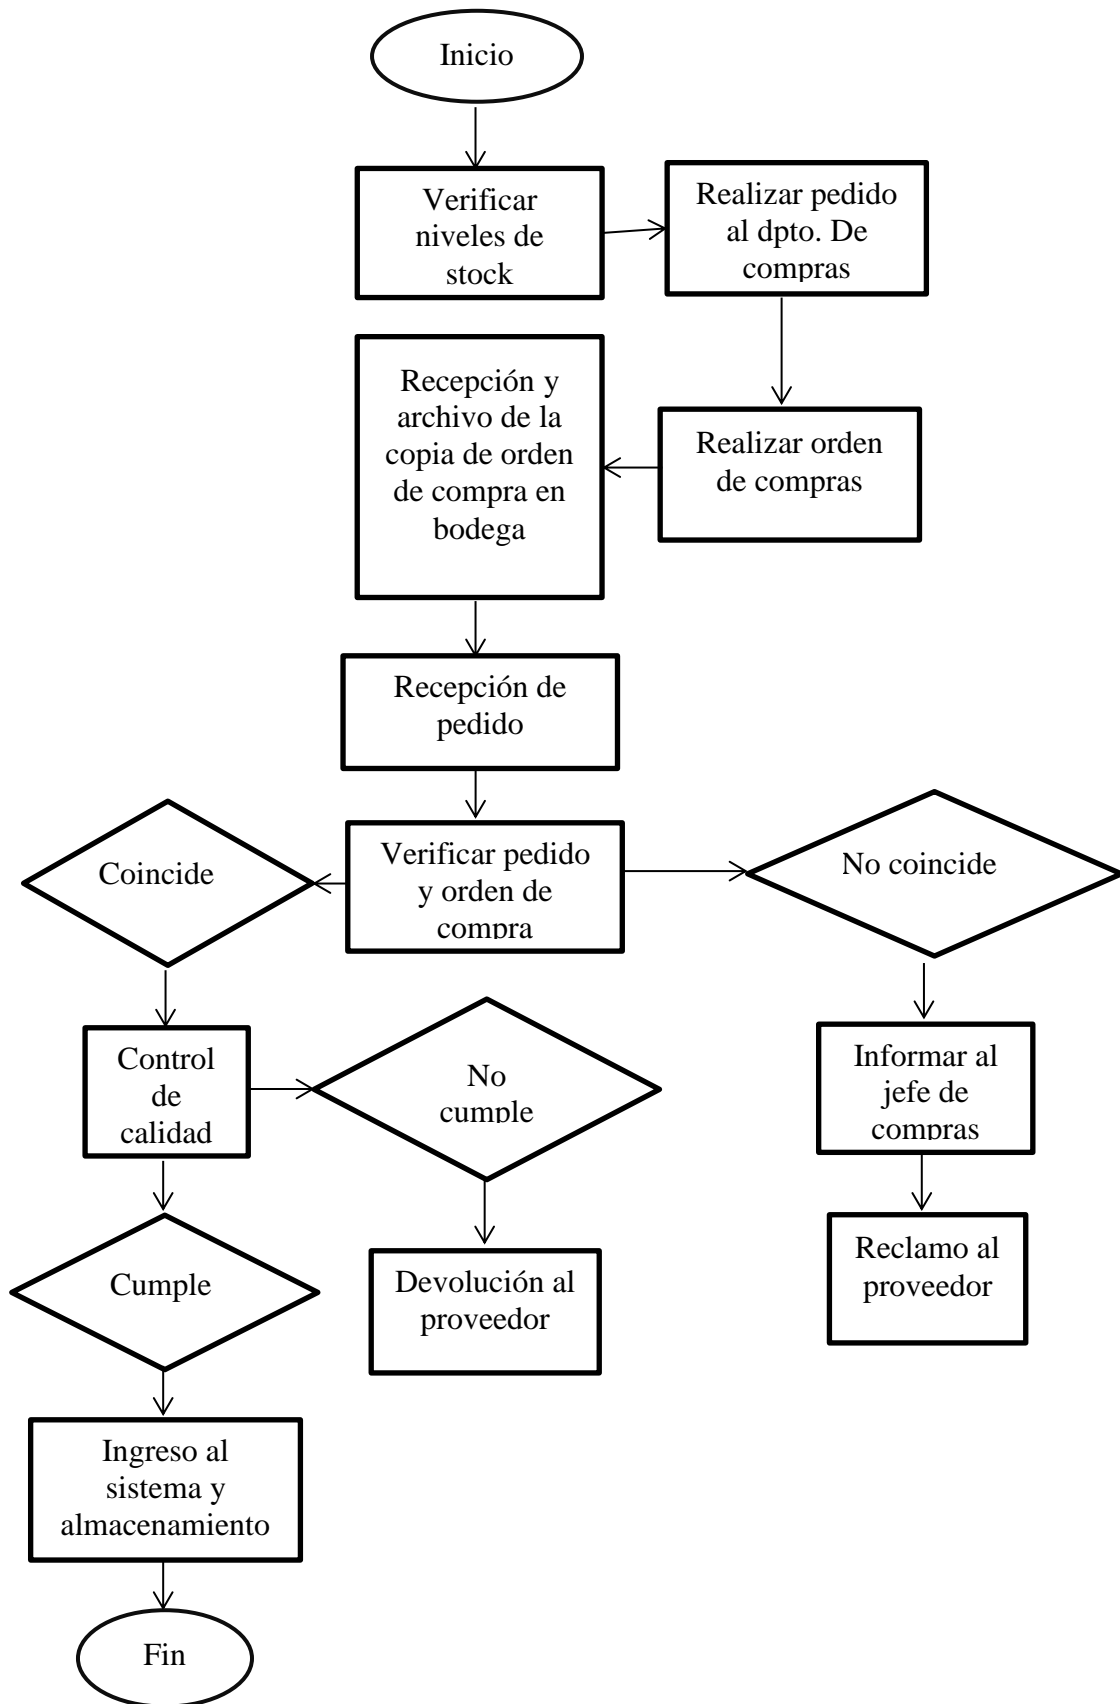 Inicio
Verificar
niveles de
stock
Realizar pedido
al dpto. De
compras
Recepción y
archivo de la
copia de orden
de compra en
bodega
Realizar orden
de compras
Recepción de
pedido
Coincide
Verificar pedido
y orden de
compra
No coincide
Control
de
calidad
No
cumple
Informar al
jefe de
compras
Cumple
Devolución al
proveedor
Reclamo al
proveedor
Ingreso al
sistema y
almacenamiento
Fin